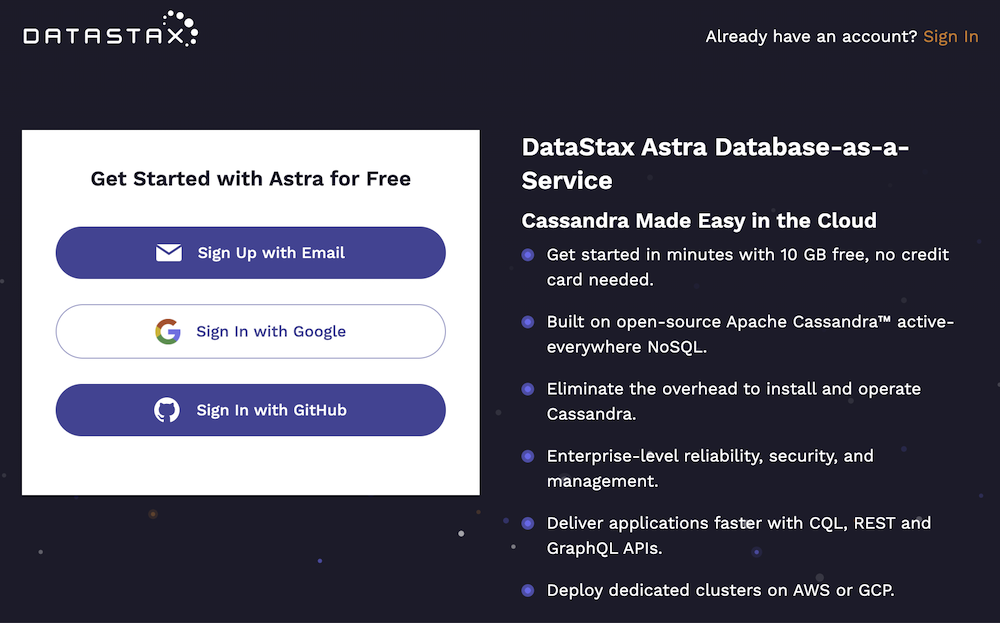 DATASTAX
Already have an account? Sign In
Get Started with Astra for Free
Sign Up with Email
Sign In with Google
Sign In with GitHub
DataStax Astra Database-as-a-
Service
Cassandra Made Easy in the Cloud
Get started in minutes with 10 GB free, no credit
card needed.
Built on open-source Apache Cassandra™ active-
everywhere NoSQL.
Eliminate the overhead to install and operate
Cassandra.
Enterprise-level reliability, security, and
management.
Deliver applications faster with CQL, REST and
GraphQL APIs.
Deploy dedicated clusters on AWS or GCP.